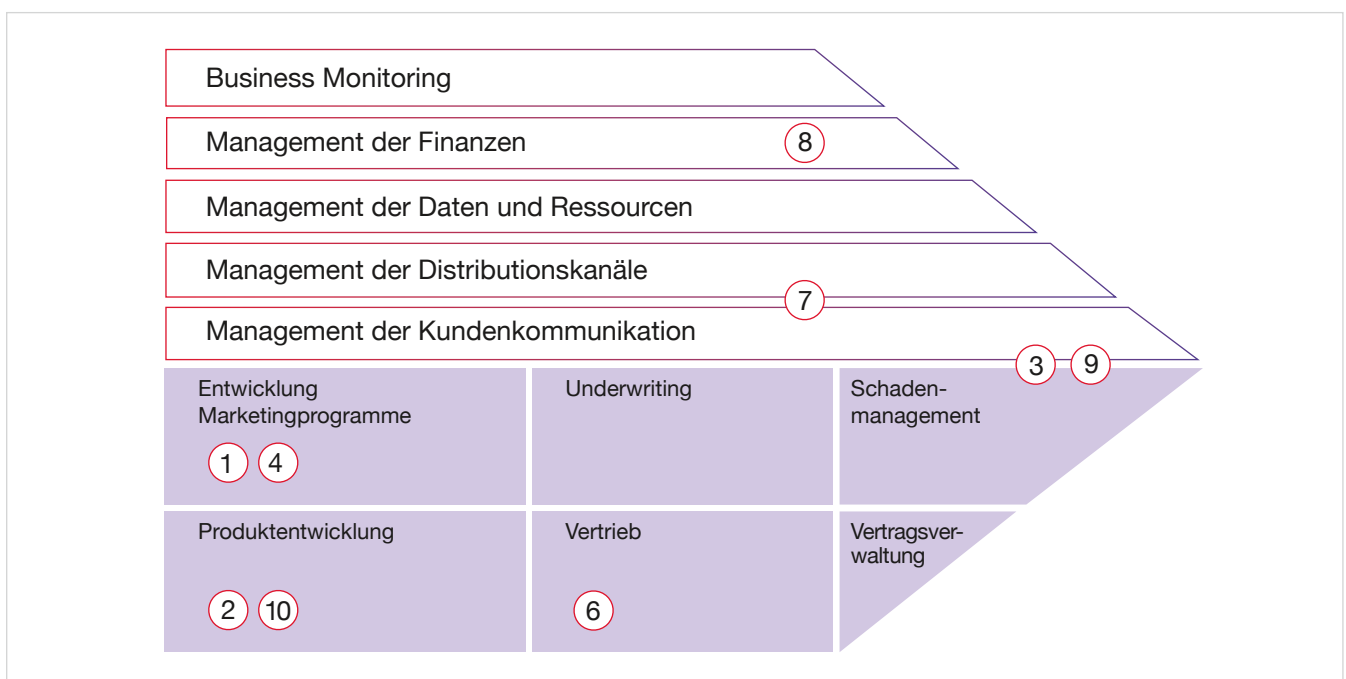 Business Monitoring
Management der Finanzen
8
Management der Daten und Ressourcen
Management der Distributionskanäle
7
Management der Kundenkommunikation
3 9
Entwicklung
Marketingprogramme
1 4
Underwriting
Schaden-
management
Produktentwicklung
2 10
Vertrieb
6
Vertragsver-
waltung